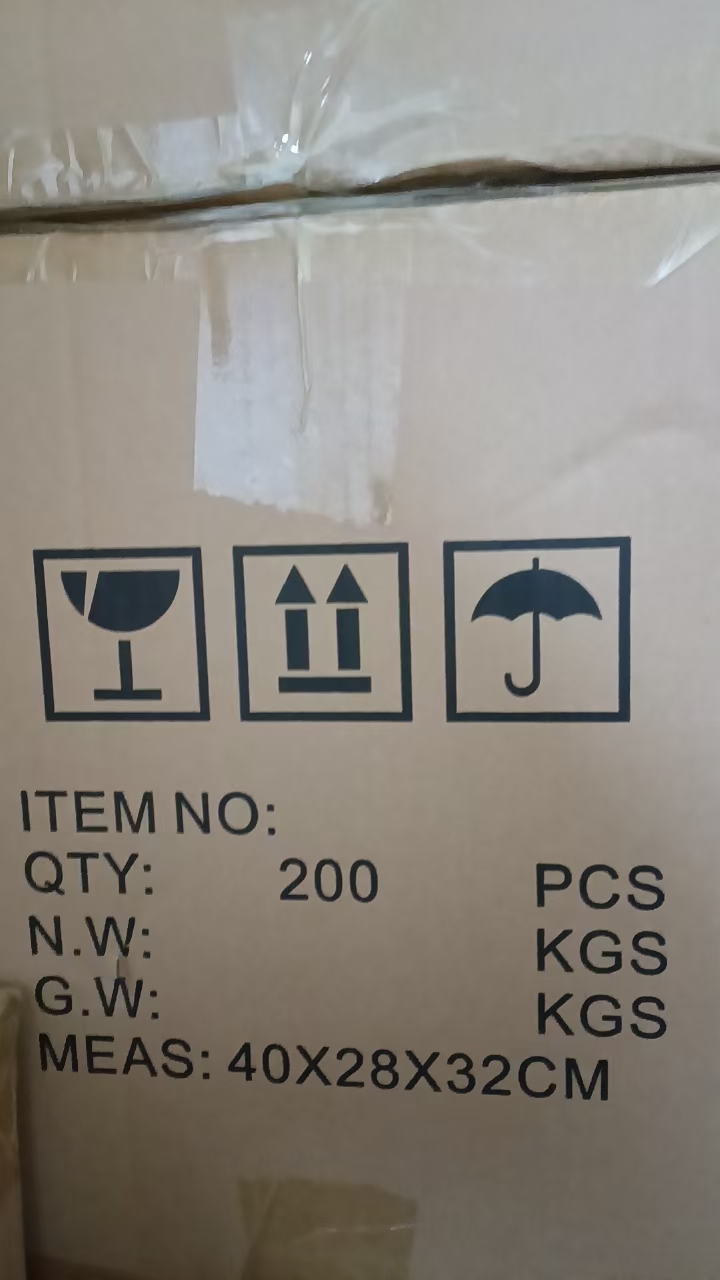 ITEM NO:
QTY: 200 PCS
N.W: KGS
G.W: KGS
MEAS: 40X28X32CM